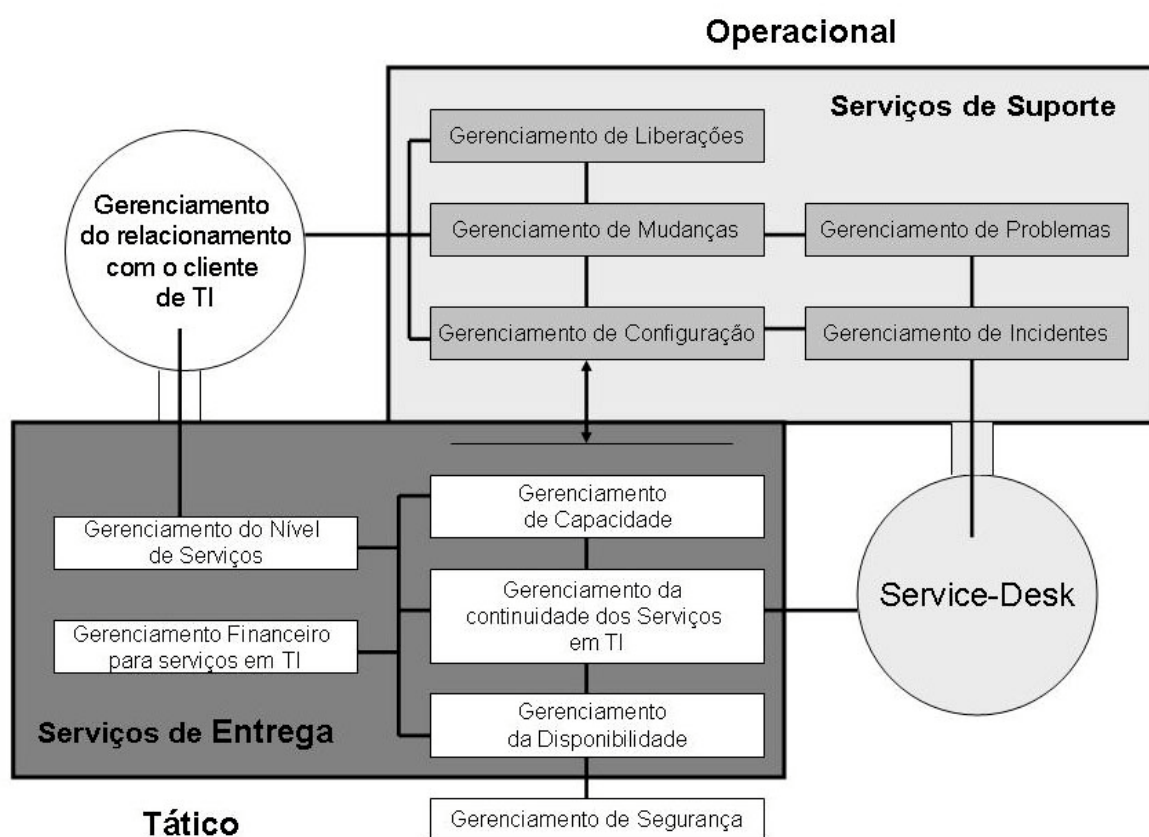 Operacional
Serviços de Suporte
Gerenciamento de Liberações
Gerenciamento
do relacionamento
com o cliente
de TI
Gerenciamento de Mudanças
Gerenciamento de Problemas
Gerenciamento de Configuração
Gerenciamento de Incidentes
Gerenciamento
de Capacidade
Gerenciamento do Nível
de Serviços
Gerenciamento da
continuidade dos Serviços
em TI
Service-Desk
Gerenciamento Financeiro
para serviços em TI
Gerenciamento
da Disponibilidade
Serviços de Entrega
Gerenciamento de Segurança
Tático